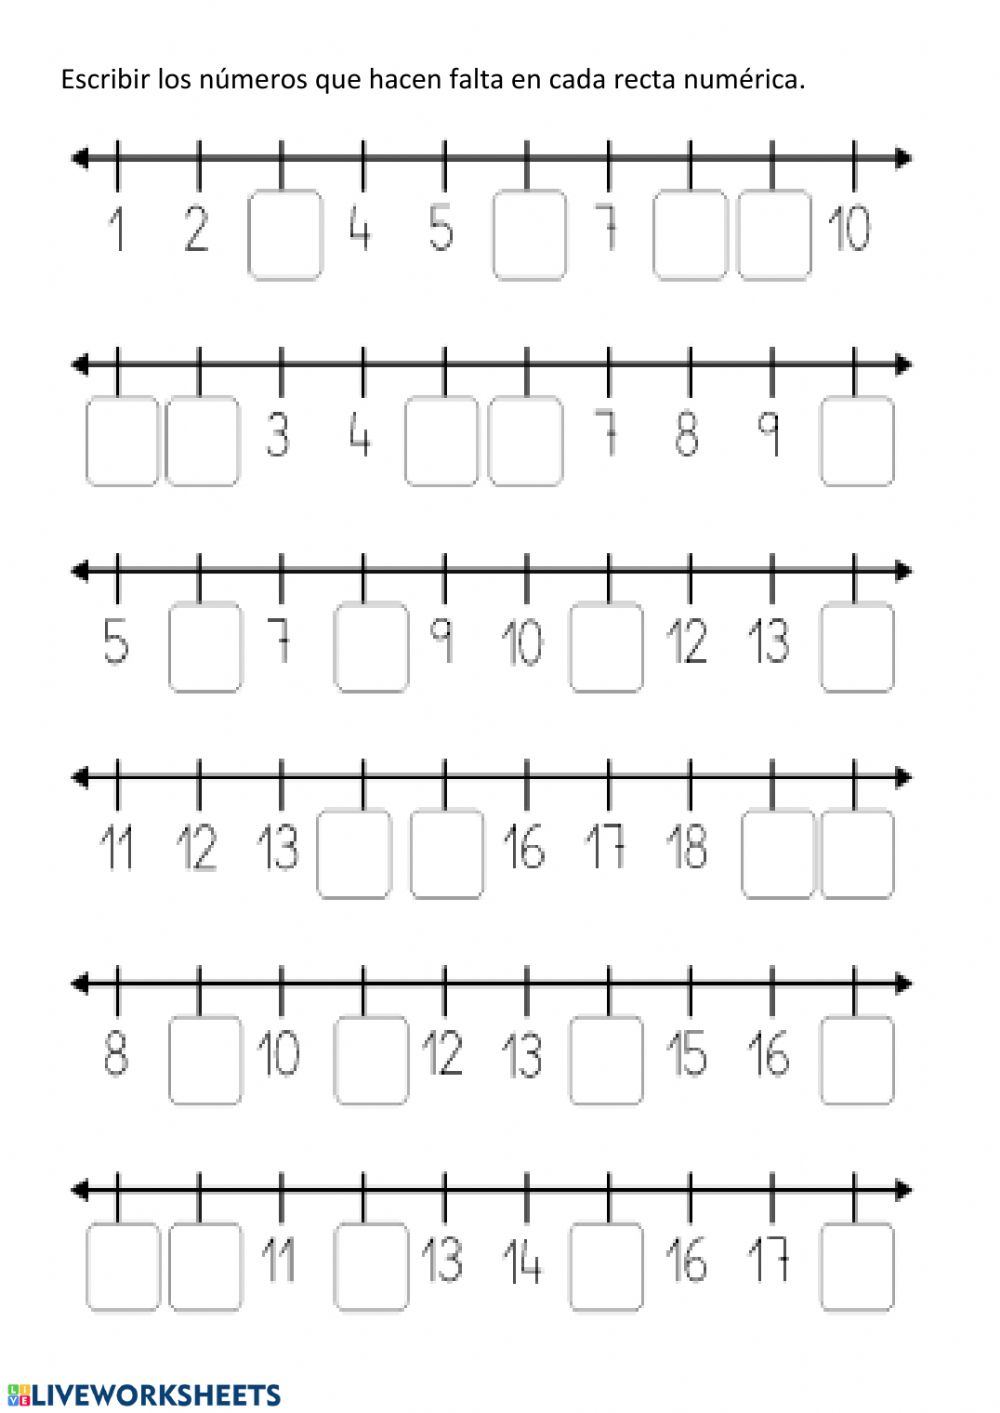 Escribir los números que hacen falta en cada recta numérica.
1 2 4 5 7 10
3 4 7 8 9
5 7 9 10 12 13
11 12 13 16 17 18
8 10 12 13 15 16
11 13 14 16 17
LIVE LIVEWORKSHEETS